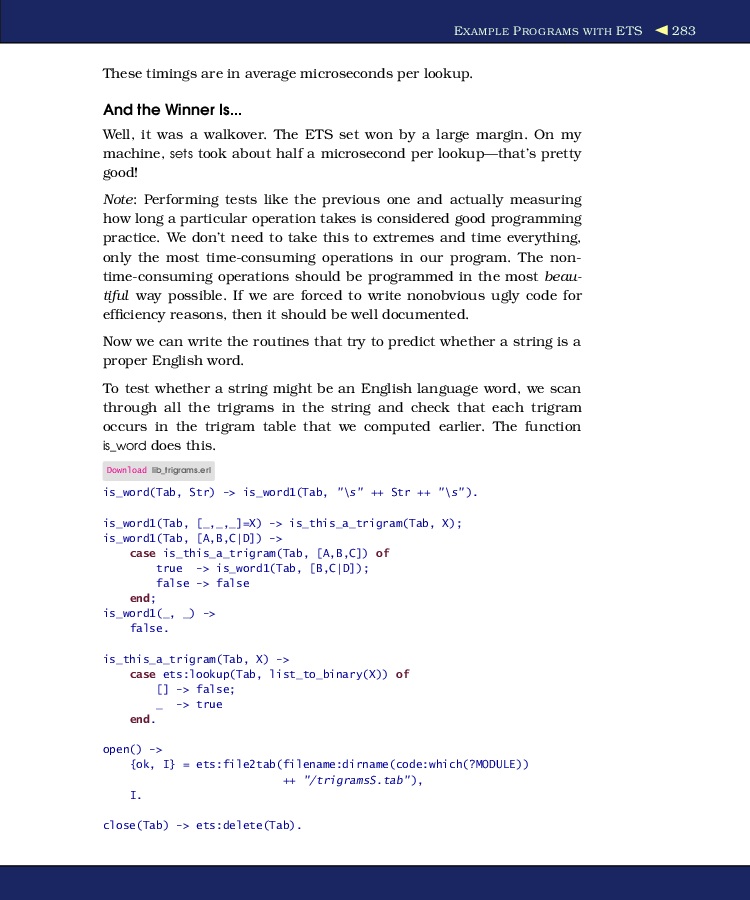 EXAMPLE PROGRAMS WITH ETS ◀ 283
These timings are in average microseconds per lookup.
And the Winner Is...
Well, it was a walkover. The ETS set won by a large margin. On my
machine, sets took about half a microsecond per lookup—that's pretty
good!
Note: Performing tests like the previous one and actually measuring
how long a particular operation takes is considered good programming
practice. We don't need to take this to extremes and time everything,
only the most time-consuming operations in our program. The non-
time-consuming operations should be programmed in the most beau-
tiful way possible. If we are forced to write nonobvious ugly code for
efficiency reasons, then it should be well documented.
Now we can write the routines that try to predict whether a string is a
proper English word.
To test whether a string might be an English language word, we scan
through all the trigrams in the string and check that each trigram
occurs in the trigram table that we computed earlier. The function
is_word does this.
Download lib_trigrams.erl
is_word(Tab, Str) -> is_word1(Tab, "\s" ++ Str ++ "\s").
is_word1(Tab, [_,_,_]=X) -> is_this_a_trigram(Tab, X);
is_word1(Tab, [A,B,C|D]) ->
    case is_this_a_trigram(Tab, [A,B,C]) of
        true  -> is_word1(Tab, [B,C|D]);
        false -> false
    end;
is_word1(_, _) ->
    false.
is_this_a_trigram(Tab, X) ->
    case ets:lookup(Tab, list_to_binary(X)) of
        [] -> false;
        _  -> true
    end.
open() ->
    {ok, I} = ets:file2tab(filename:dirname(code:which(?MODULE))
                           ++ "/trigramsS.tab"),
    I.
close(Tab) -> ets:delete(Tab).